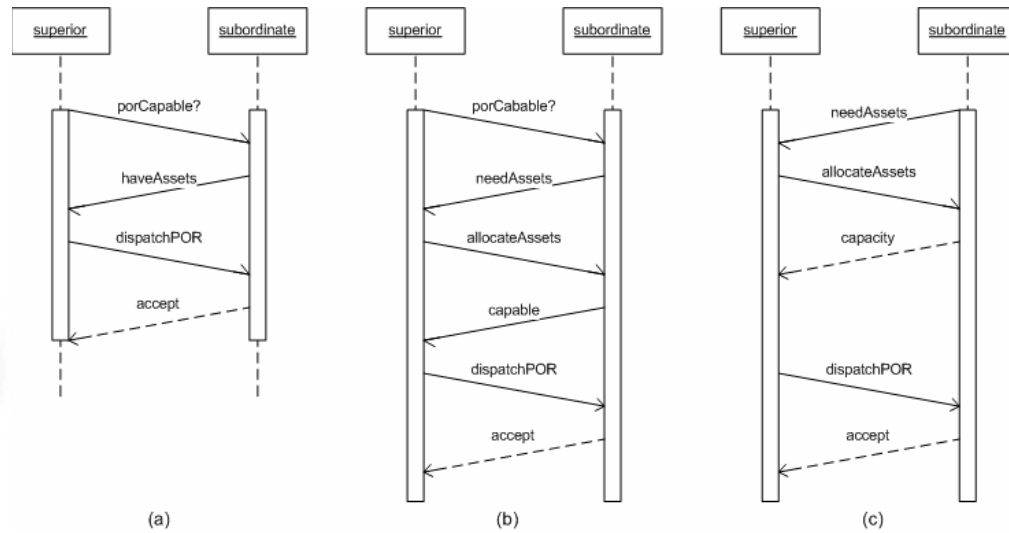 superior
subordinate
porCapable?
haveAssets
dispatchPOR
accept
(a)
superior
subordinate
porCabable?
needAssets
allocateAssets
capable
dispatchPOR
accept
(b)
superior
subordinate
needAssets
allocateAssets
capacity
dispatchPOR
accept
(c)